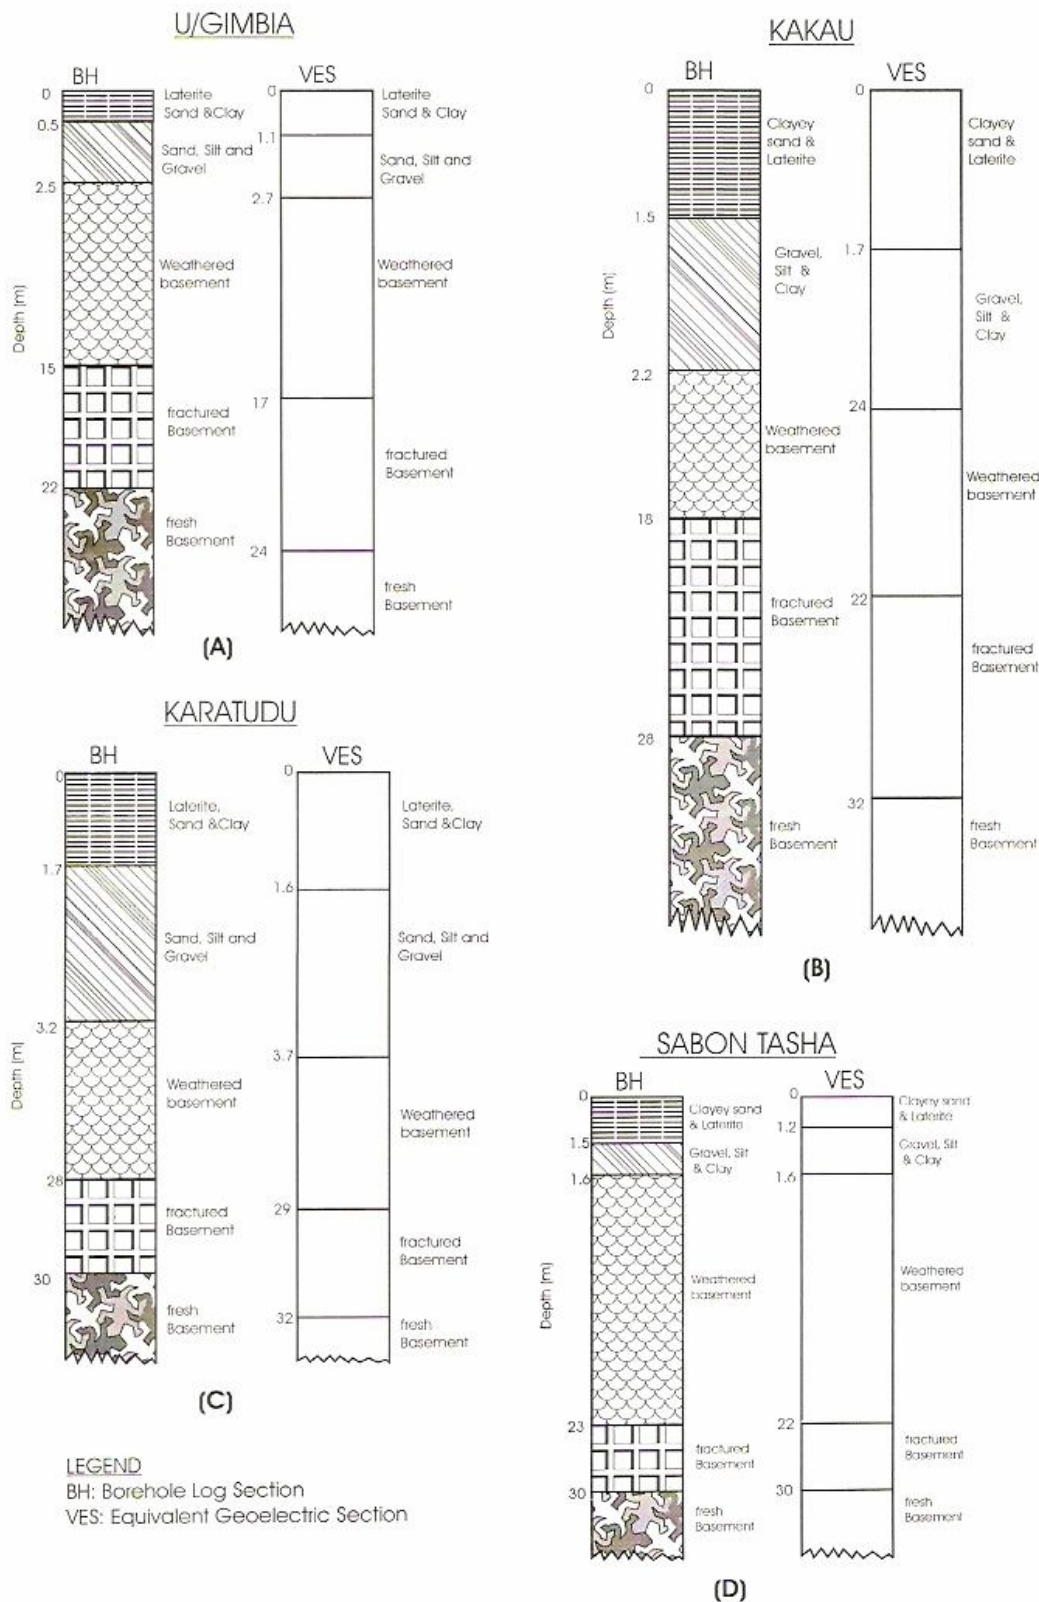 U/GIMBIA
BH
VES
0
Laterite
Sand &Clay
0.5
Sand, Silt and
Gravel
2.5
Weathered
basement
Depth (m)
15
fractured
Basement
22
fresh
Basement
0
Laterite
Sand & Clay
1.1
Sand, Silt and
Gravel
2.7
Weathered
basement
17
fractured
Basement
24
fresh
Basement
(A)
KAKAU
BH
VES
0
Clayey
sand &
Laterite
1.5
Gravel,
Silt &
Clay
Depth (m)
2.2
Weathered
basement
18
fractured
Basement
28
fresh
Basement
0
Clayey
sand &
Laterite
1.7
Gravel,
Silt &
Clay
24
Weathered
basement
22
fractured
Basement
32
fresh
Basement
(B)
KARATUDU
BH
VES
0
Laterite,
Sand &Clay
1.7
Sand, Silt and
Gravel
3.2
Depth (m)
Weathered
basement
28
fractured
Basement
30
fresh
Basement
0
Laterite,
Sand &Clay
1.6
Sand, Silt and
Gravel
3.7
Weathered
basement
29
fractured
Basement
32
fresh
Basement
(C)
SABON TASHA
BH
VES
0
Clayey sand
& Laterite
1.5
Gravel, Silt
& Clay
1.6
Depth (m)
Weathered
basement
23
fractured
Basement
30
fresh
Basement
0
Clayey sand
& Laterite
1.2
Gravel, Silt
& Clay
1.6
Weathered
basement
22
fractured
Basement
30
fresh
Basement
(D)
LEGEND
BH: Borehole Log Section
VES: Equivalent Geoelectric Section